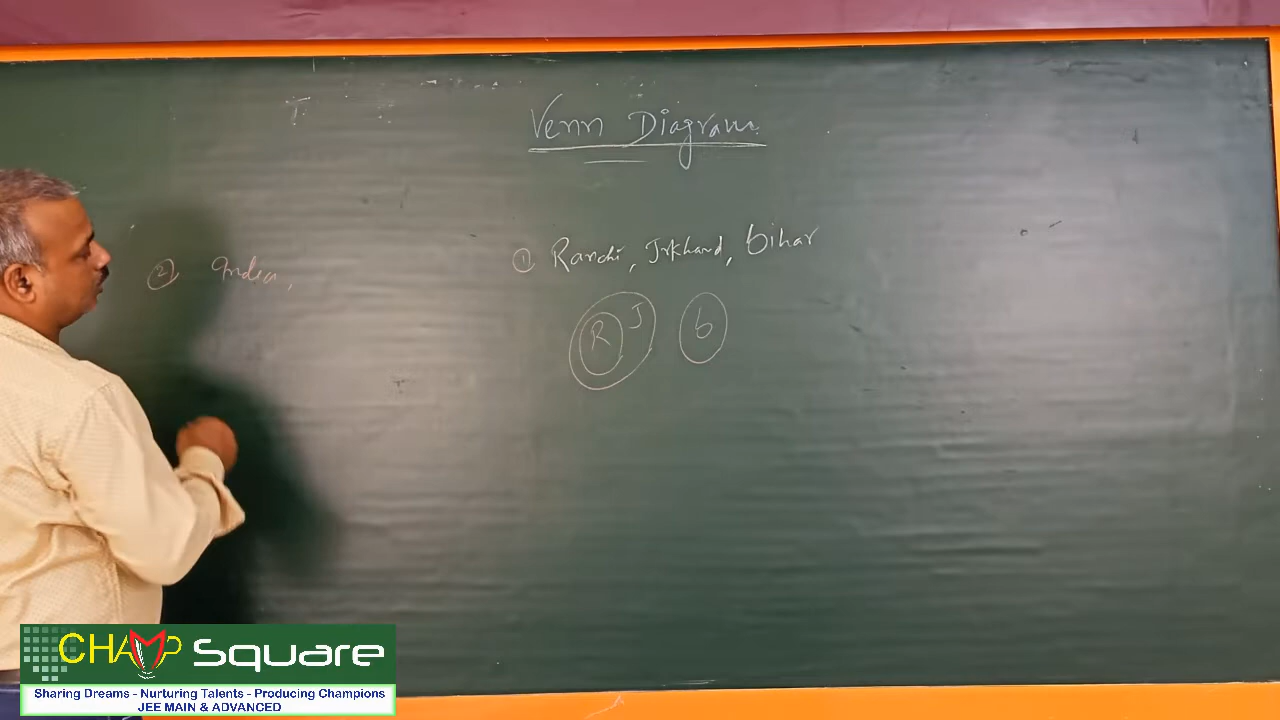 Venn Diagram
① Ranchi, Jrkhand, bihar
R J b
② India,
CHAMP Square
Sharing Dreams - Nurturing Talents - Producing Champions
JEE MAIN & ADVANCED